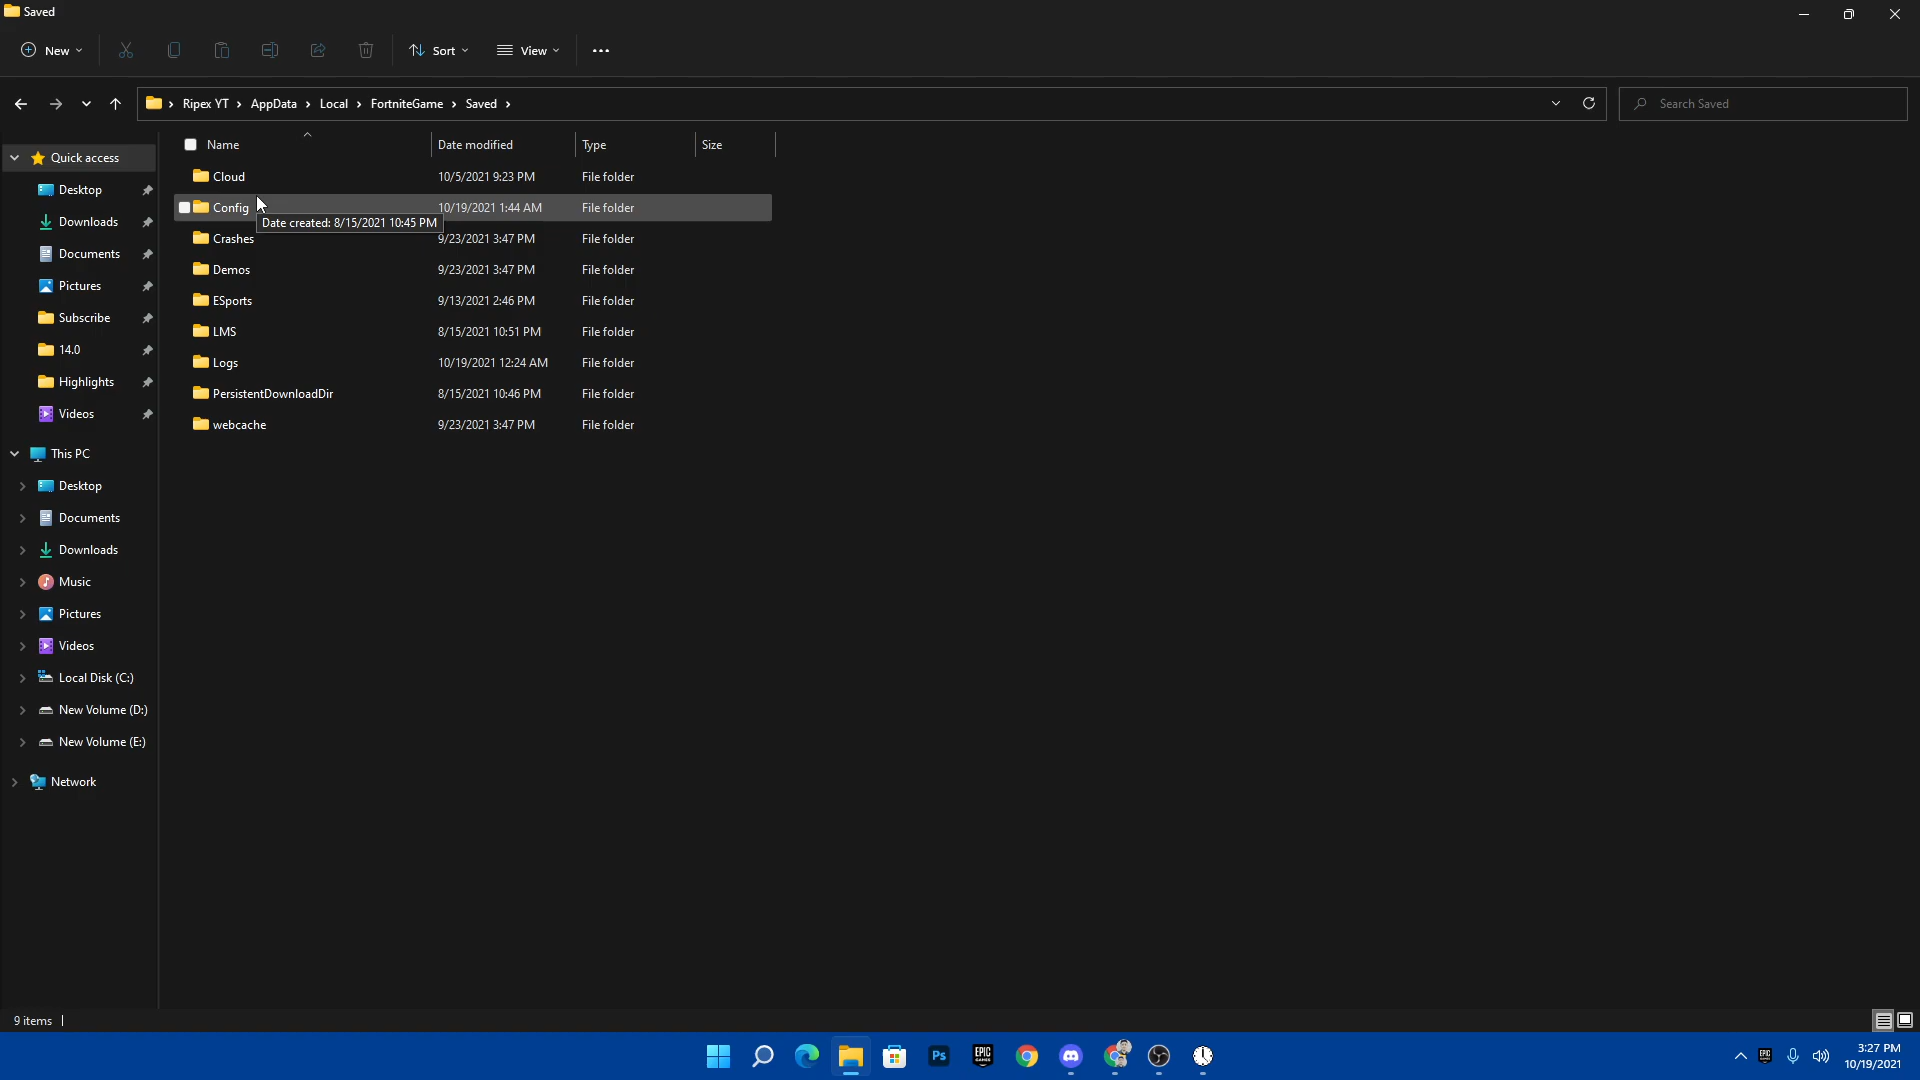 Saved
New
Sort
View
Ripex YT > AppData > Local > FortniteGame > Saved >
Search Saved
Name Date modified Type Size
Quick access
Desktop
Downloads
Documents
Pictures
Subscribe
14.0
Highlights
Videos
This PC
Desktop
Documents
Downloads
Music
Pictures
Videos
Local Disk (C:)
New Volume (D:)
New Volume (E:)
Network
Cloud 10/5/2021 9:23 PM File folder
Config 10/19/2021 1:44 AM File folder
Date created: 8/15/2021 10:45 PM
Crashes 9/23/2021 3:47 PM File folder
Demos 9/23/2021 3:47 PM File folder
ESports 9/13/2021 2:46 PM File folder
LMS 8/15/2021 10:51 PM File folder
Logs 10/19/2021 12:24 AM File folder
PersistentDownloadDir 8/15/2021 10:46 PM File folder
webcache 9/23/2021 3:47 PM File folder
9 items
Ps
EPIC GAMES
3:27 PM
10/19/2021